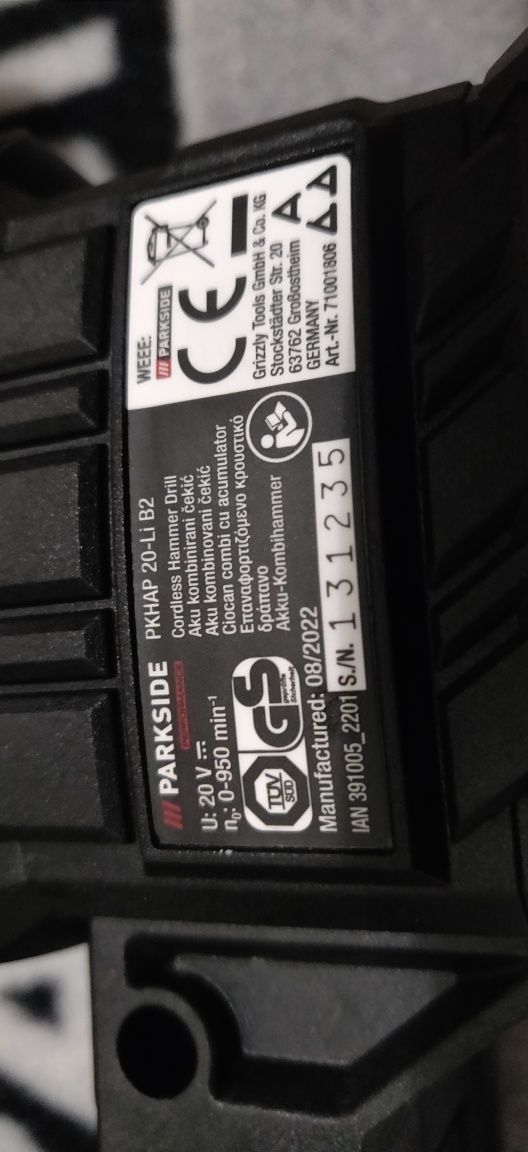 /// PARKSIDE
PERFORMANCE
PKHAP 20-Li B2
U: 20 V
n₀: 0-950 min⁻¹
Cordless Hammer Drill
Aku kombinirani čekić
Aku kombinovani čekić
Ciocan combi cu acumulator
Επαναφορτιζόμενο κρουστικό
δράπανο
Akku-Kombihammer
TÜV
SÜD
GS
geprüfte
Sicherheit
Manufactured: 08/2022
IAN 391005_2201
S./N. 131235
WEEE:
/// PARKSIDE
CE
Grizzly Tools GmbH & Co. KG
Stockstädter Str. 20
63762 Großostheim
GERMANY
Art.-Nr. 71001806